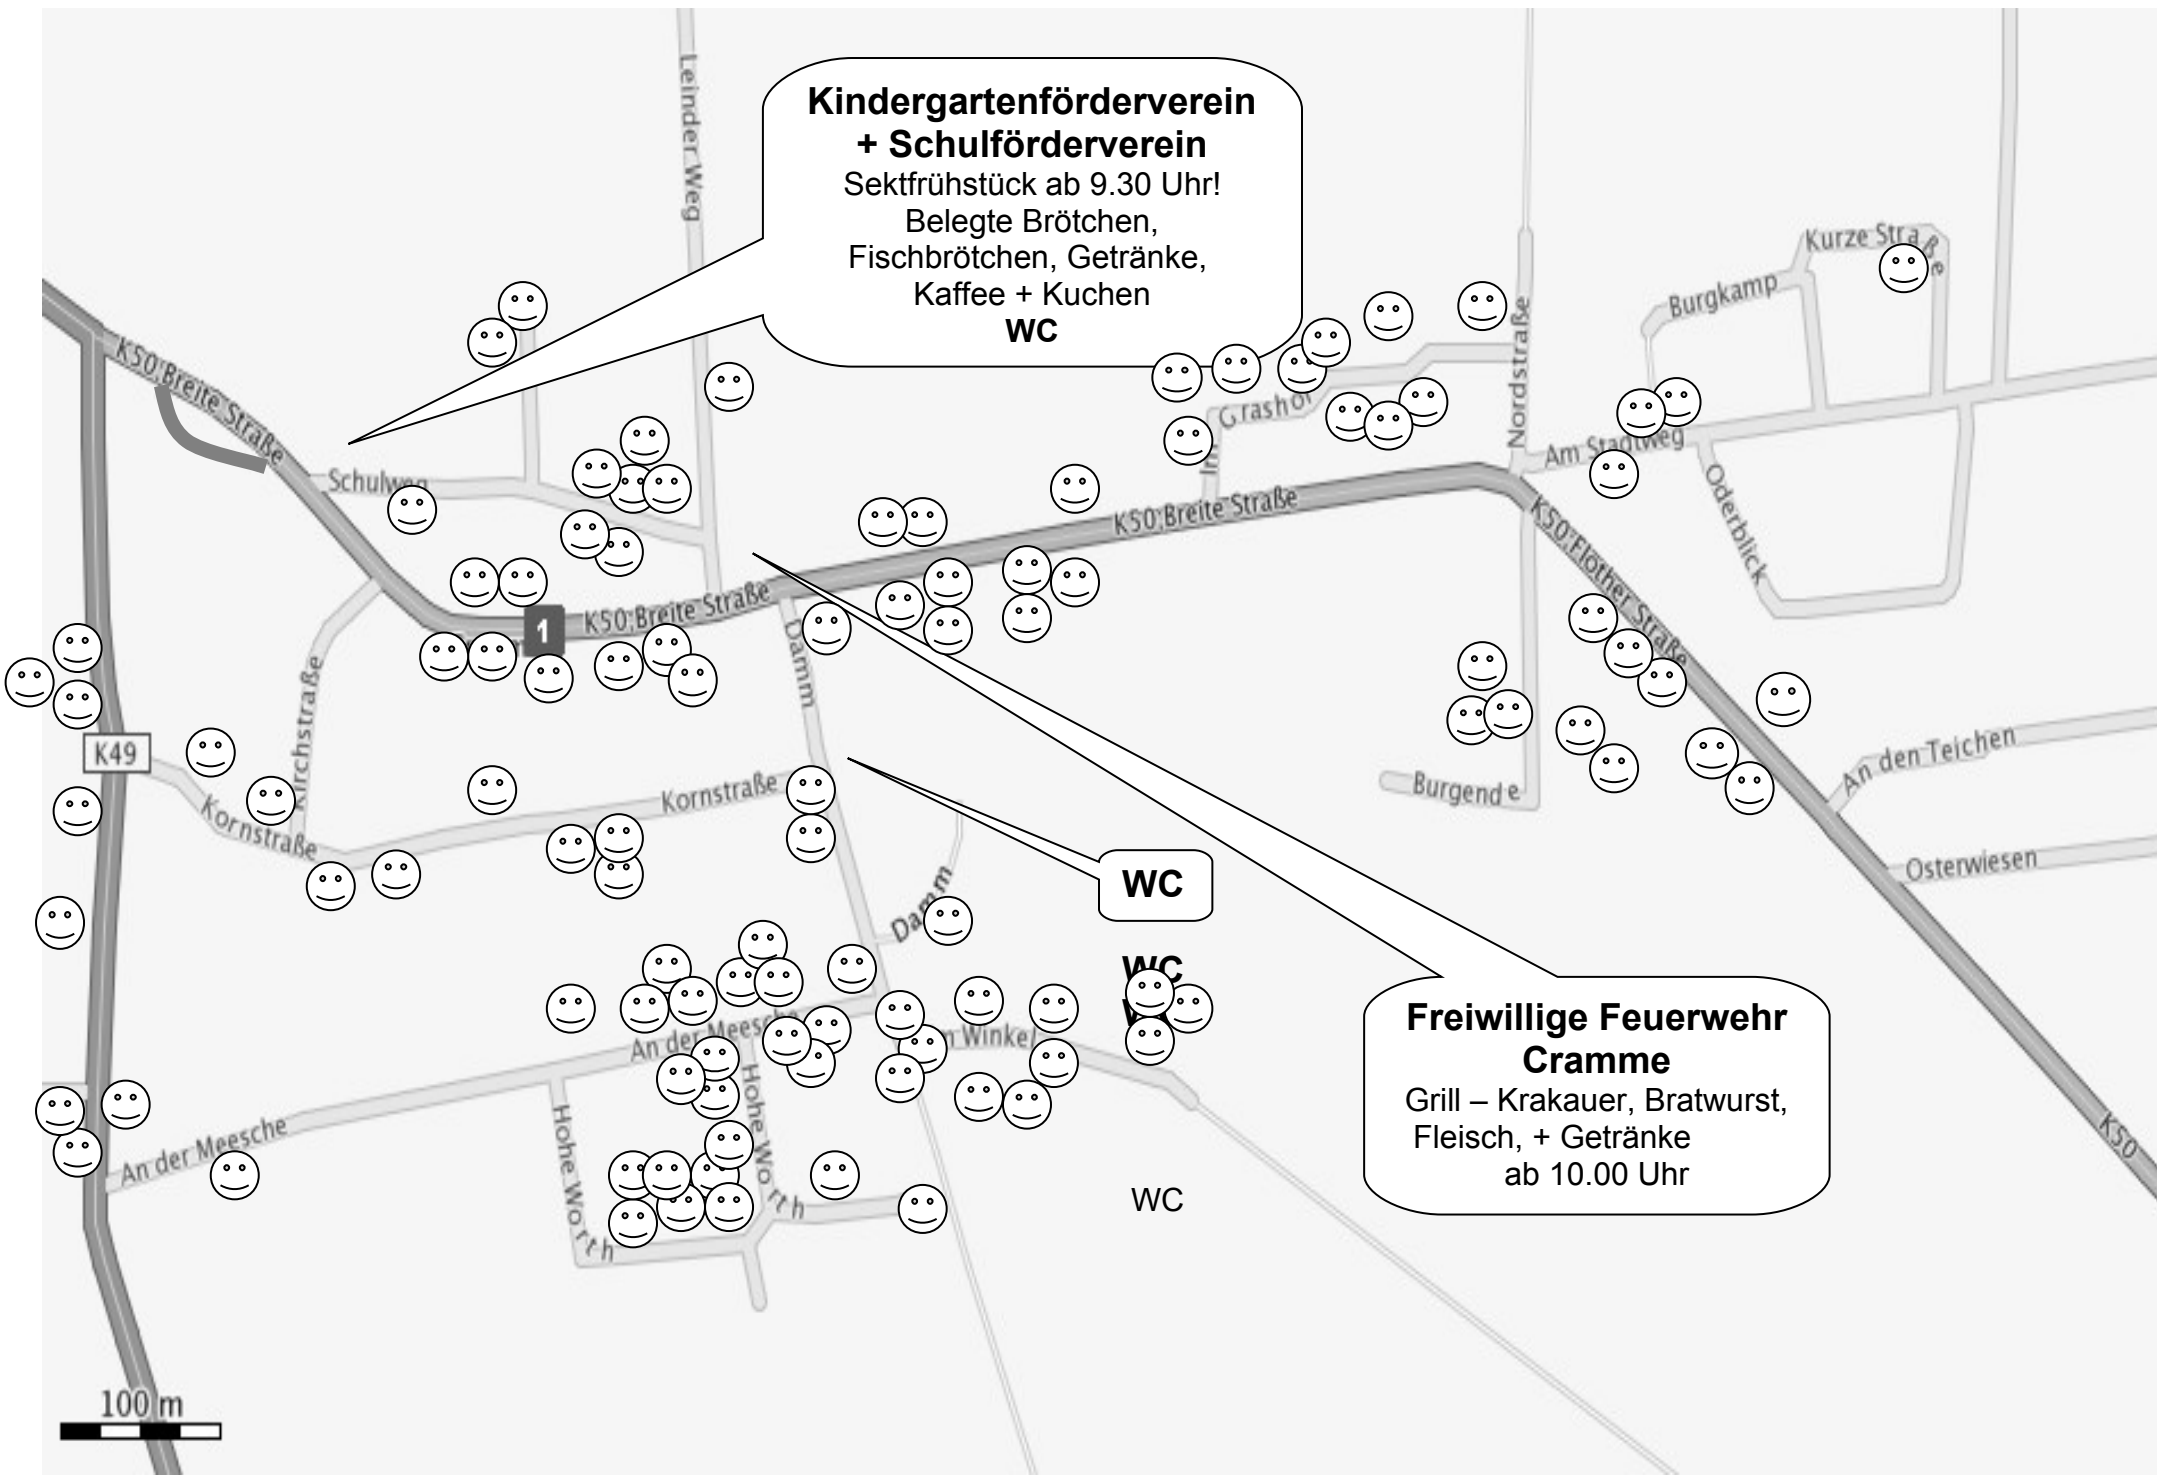 Leinder Weg
Kindergartenförderverein
+ Schulförderverein
Sektfrühstück ab 9.30 Uhr!
Belegte Brötchen,
Fischbrötchen, Getränke,
Kaffee + Kuchen
WC
Kurze Straße
Burgkamp
Nordstraße
K50;Breite Straße
Grashof
Im
Am Stadtweg
Schulweg
Oderblick
K50;Breite Straße
K50;Flöther Straße
1
K50;Breite Straße
Damm
Kirchstraße
K49
An den Teichen
Kornstraße
Burgende
Kornstraße
Osterwiesen
WC
Damm
WC
Freiwillige Feuerwehr
Cramme
Grill – Krakauer, Bratwurst,
Fleisch, + Getränke
ab 10.00 Uhr
An der Meesche
Winkel
Hohe Worth
Hohe Worth
An der Meesche
K50
WC
100 m